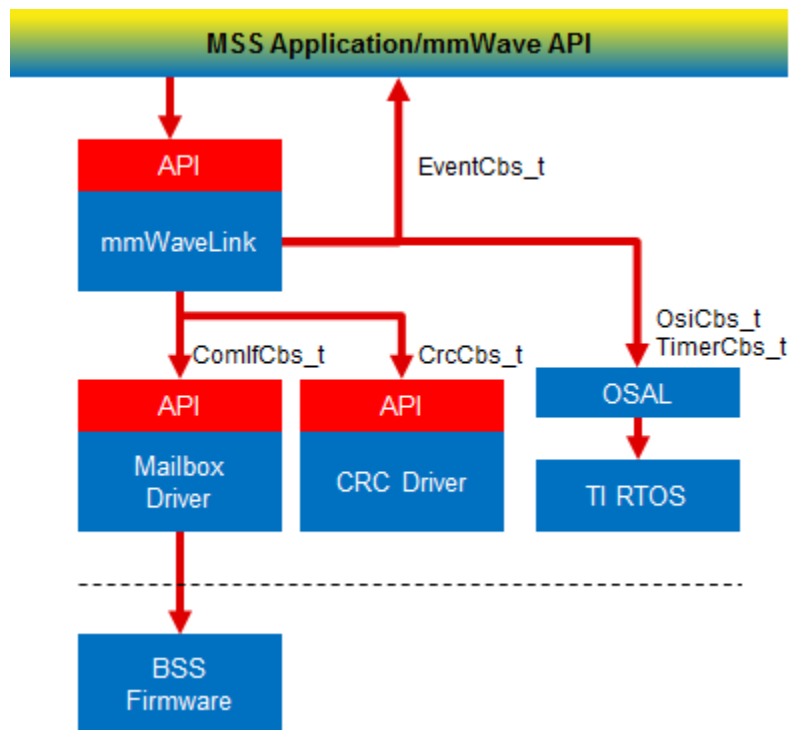 MSS Application/mmWave API
API
EventCbs_t
mmWaveLink
OsiCbs_t
ComIfCbs_t
CrcCbs_t
TimerCbs_t
API
API
OSAL
Mailbox
Driver
CRC Driver
TI RTOS
BSS
Firmware